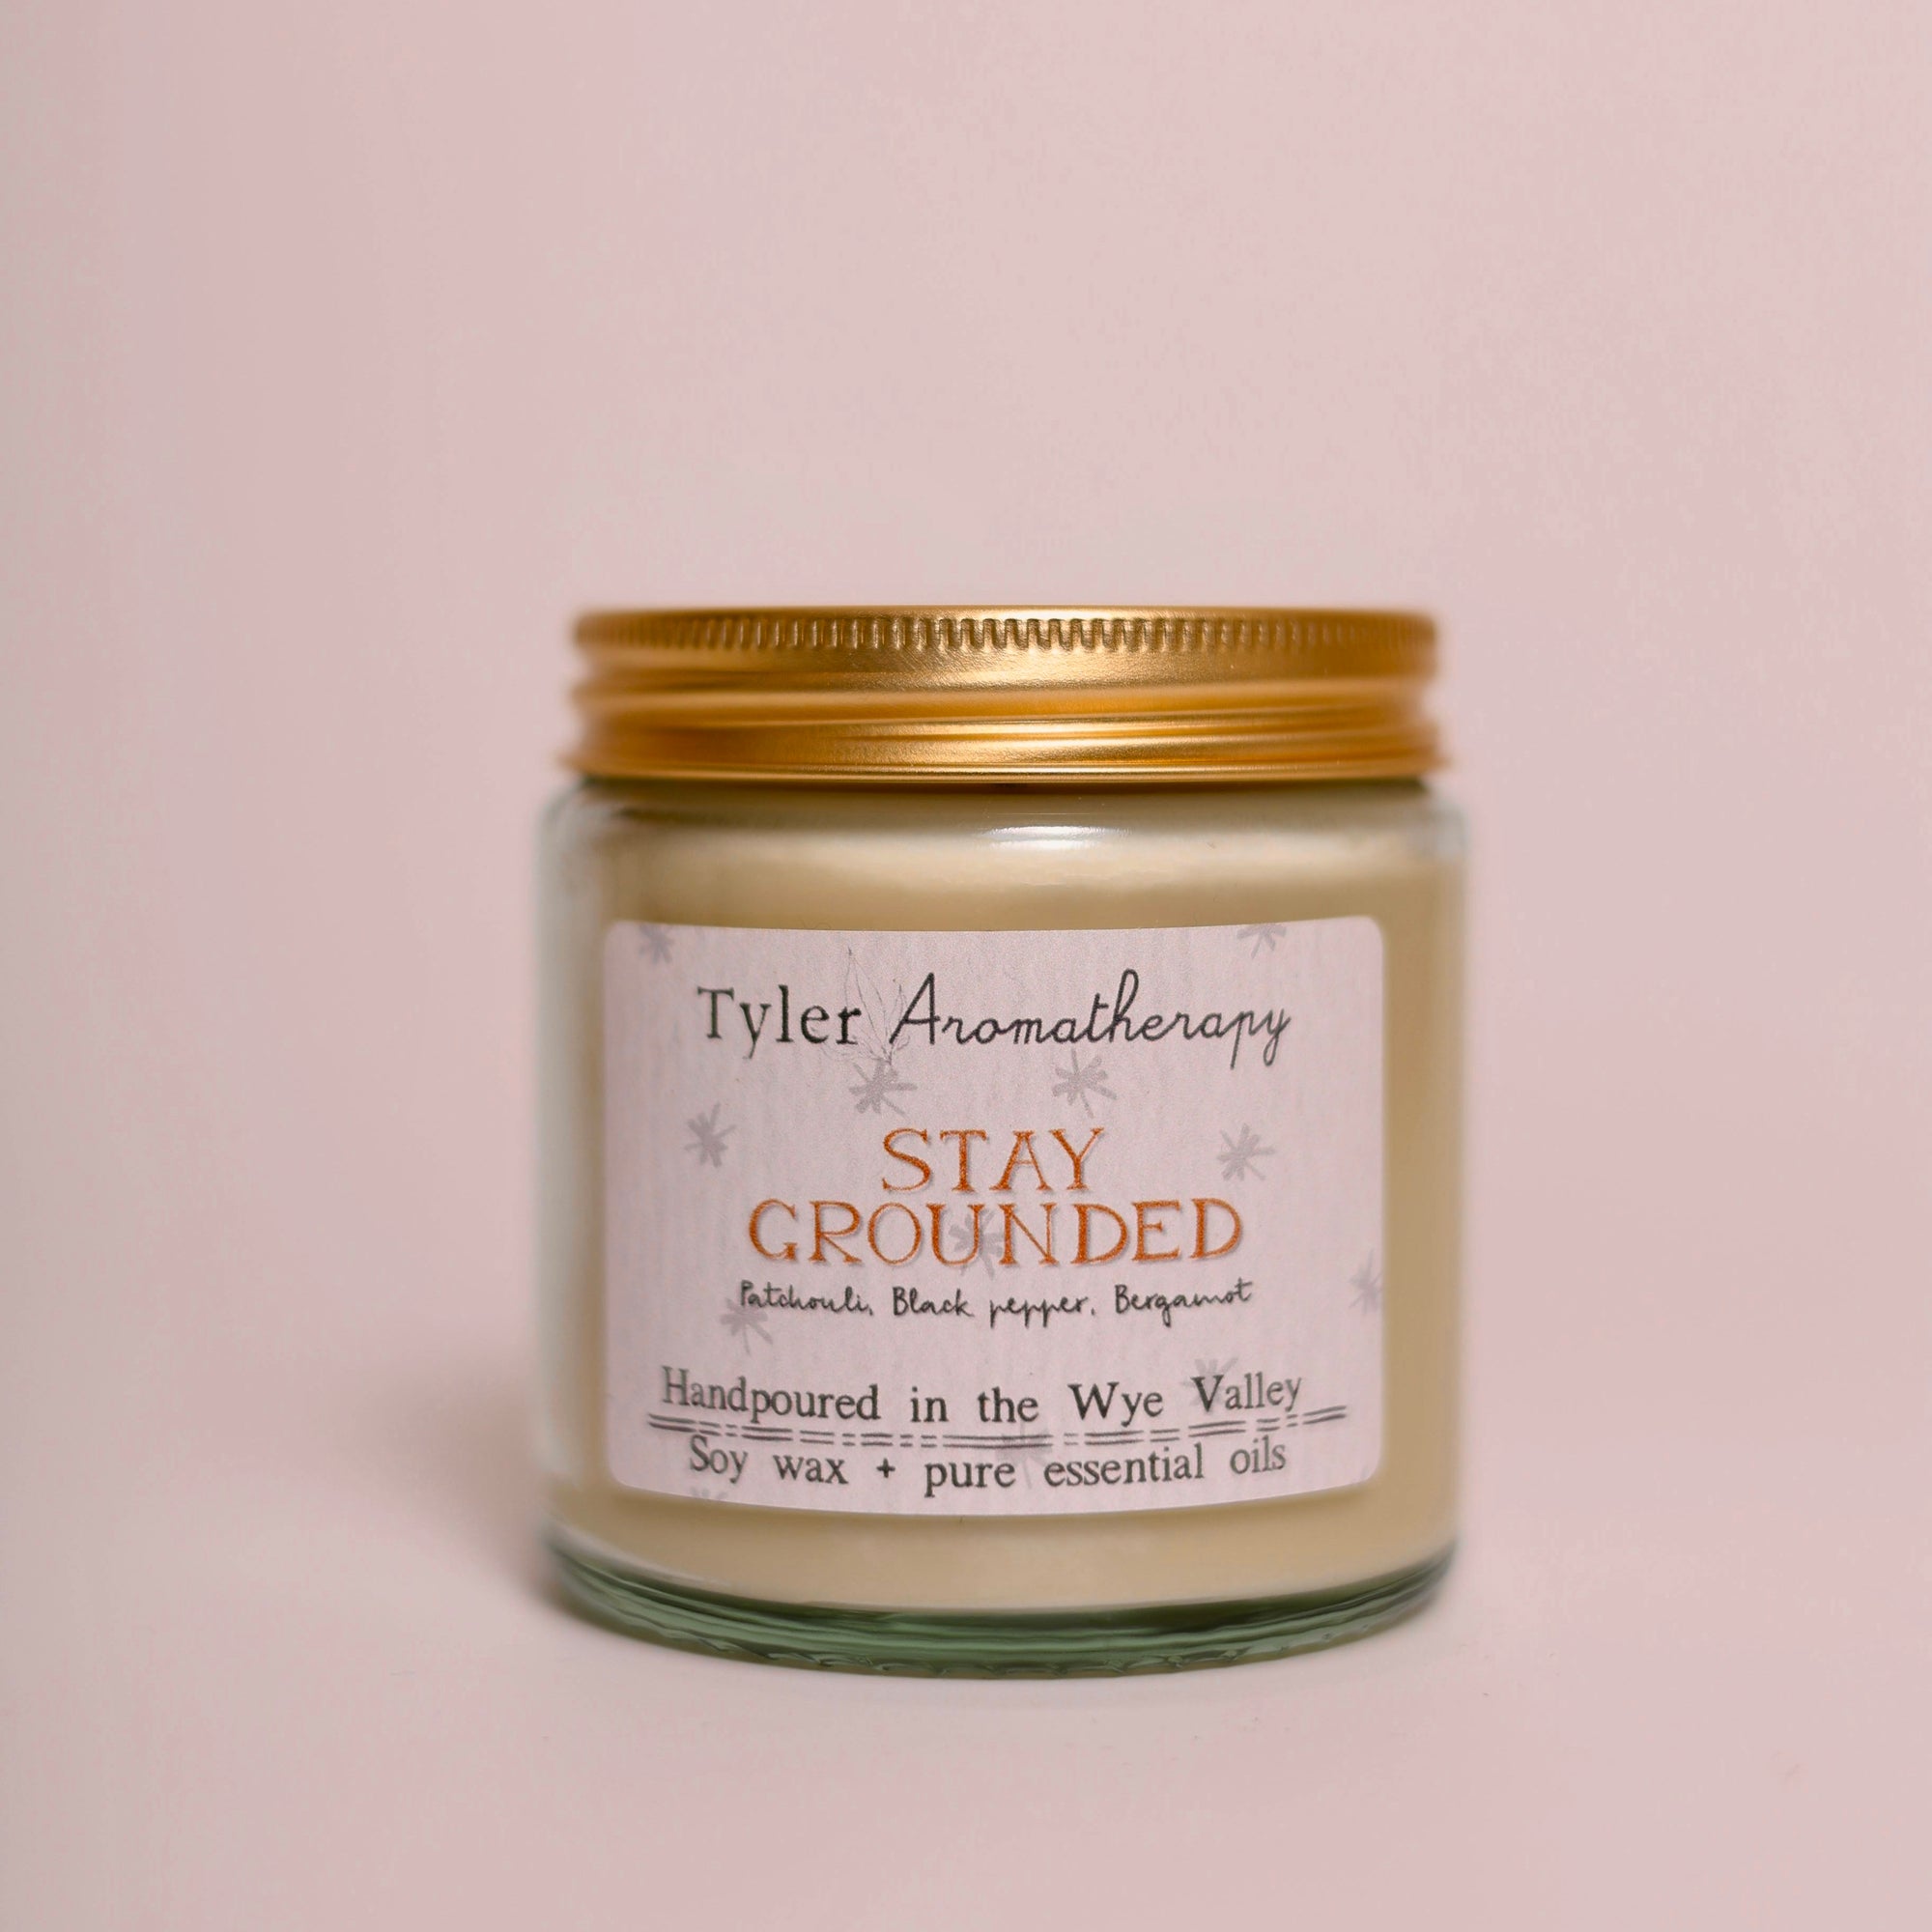 Tyler Aromatherapy
STAY
GROUNDED
Patchouli, Black pepper, Bergamot
Handpoured in the Wye Valley
Soy wax + pure essential oils